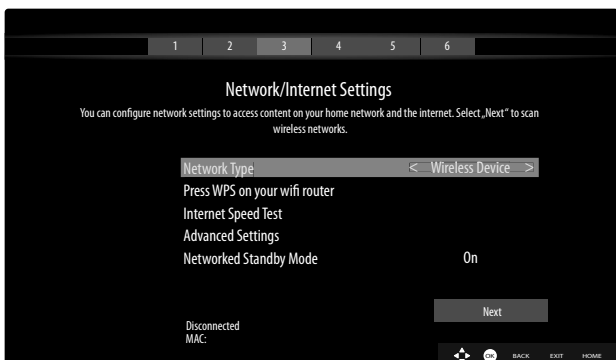 1 2 3 4 5 6
Network/Internet Settings
You can configure network settings to access content on your home network and the internet. Select „Next“ to scan
wireless networks.
Network Type < Wireless Device >
Press WPS on your wifi router
Internet Speed Test
Advanced Settings
Networked Standby Mode On
Next
Disconnected
MAC:
OK BACK EXIT HOME